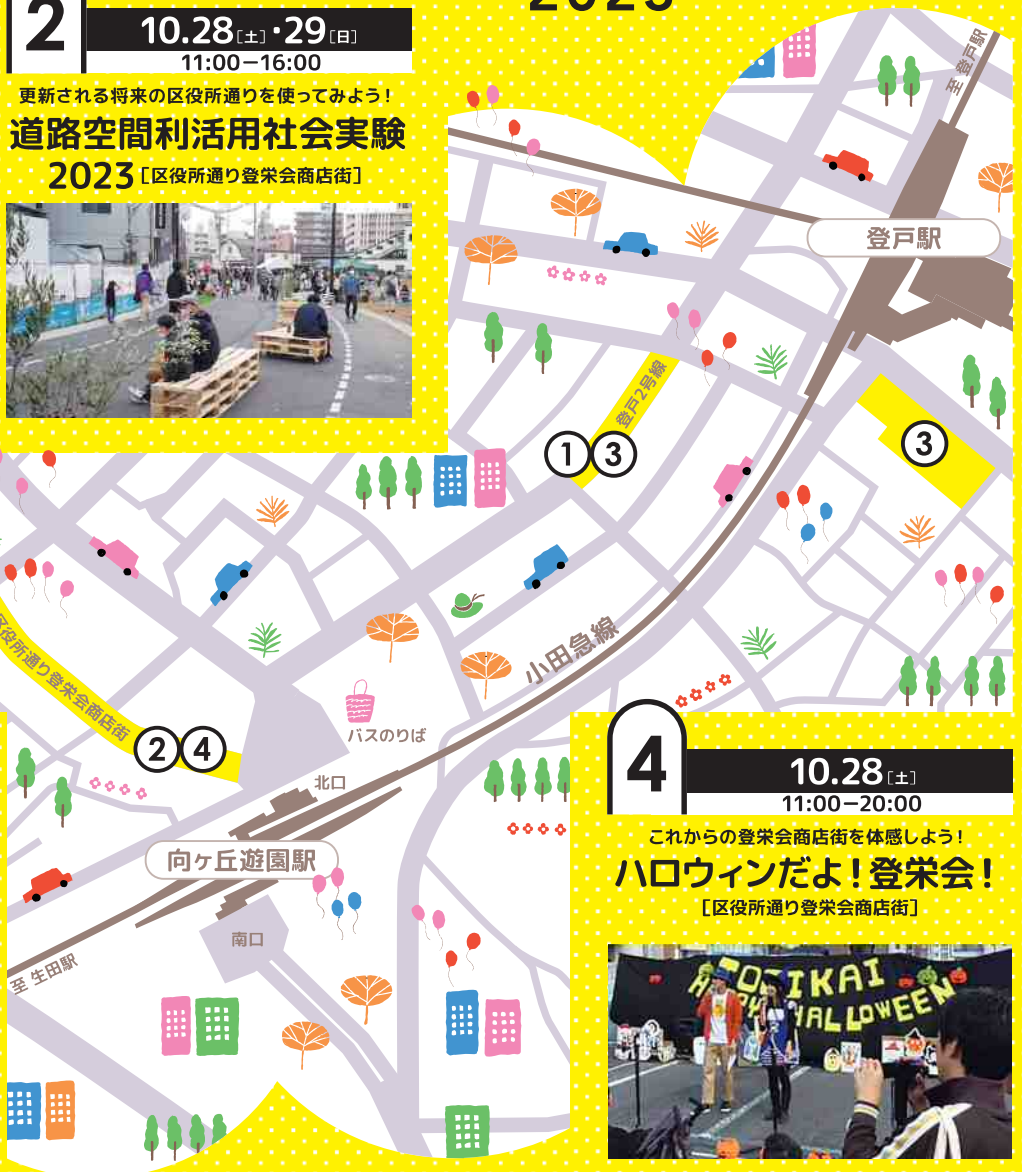 2023
2
10.28[土]・29[日]
11:00−16:00
更新される将来の区役所通りを使ってみよう！
道路空間利活用社会実験
2023［区役所通り登栄会商店街］
至 登戸駅
登戸駅
登戸2号線
1 3
3
小田急線
区役所通り登栄会商店街
2 4
バスのりば
北口
向ヶ丘遊園駅
南口
至 生田駅
4
10.28[土]
11:00−20:00
これからの登栄会商店街を体感しよう！
ハロウィンだよ！登栄会！
［区役所通り登栄会商店街］
HALLOWEEN